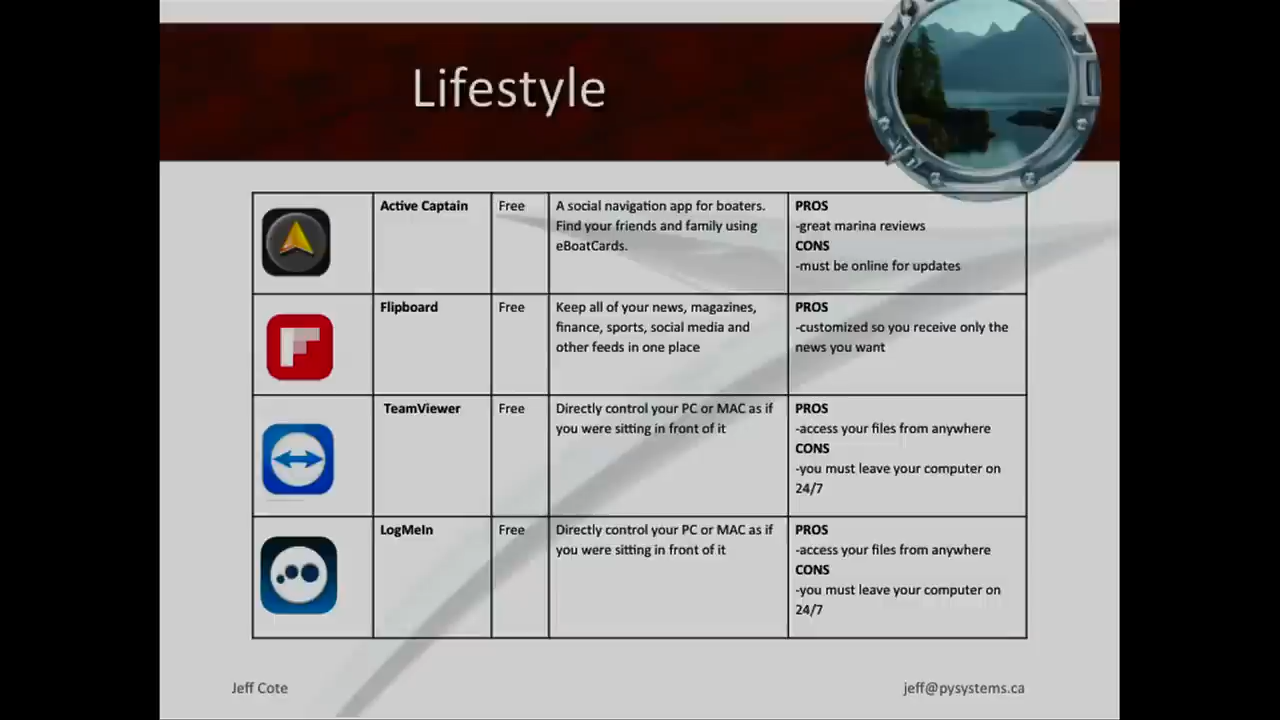 Lifestyle
Active Captain
Free
A social navigation app for boaters.
Find your friends and family using
eBoatCards.
PROS
-great marina reviews
CONS
-must be online for updates
Flipboard
Free
Keep all of your news, magazines,
finance, sports, social media and
other feeds in one place
PROS
-customized so you receive only the
news you want
TeamViewer
Free
Directly control your PC or MAC as if
you were sitting in front of it
PROS
-access your files from anywhere
CONS
-you must leave your computer on
24/7
LogMeIn
Free
Directly control your PC or MAC as if
you were sitting in front of it
PROS
-access your files from anywhere
CONS
-you must leave your computer on
24/7
Jeff Cote
jeff@pysystems.ca